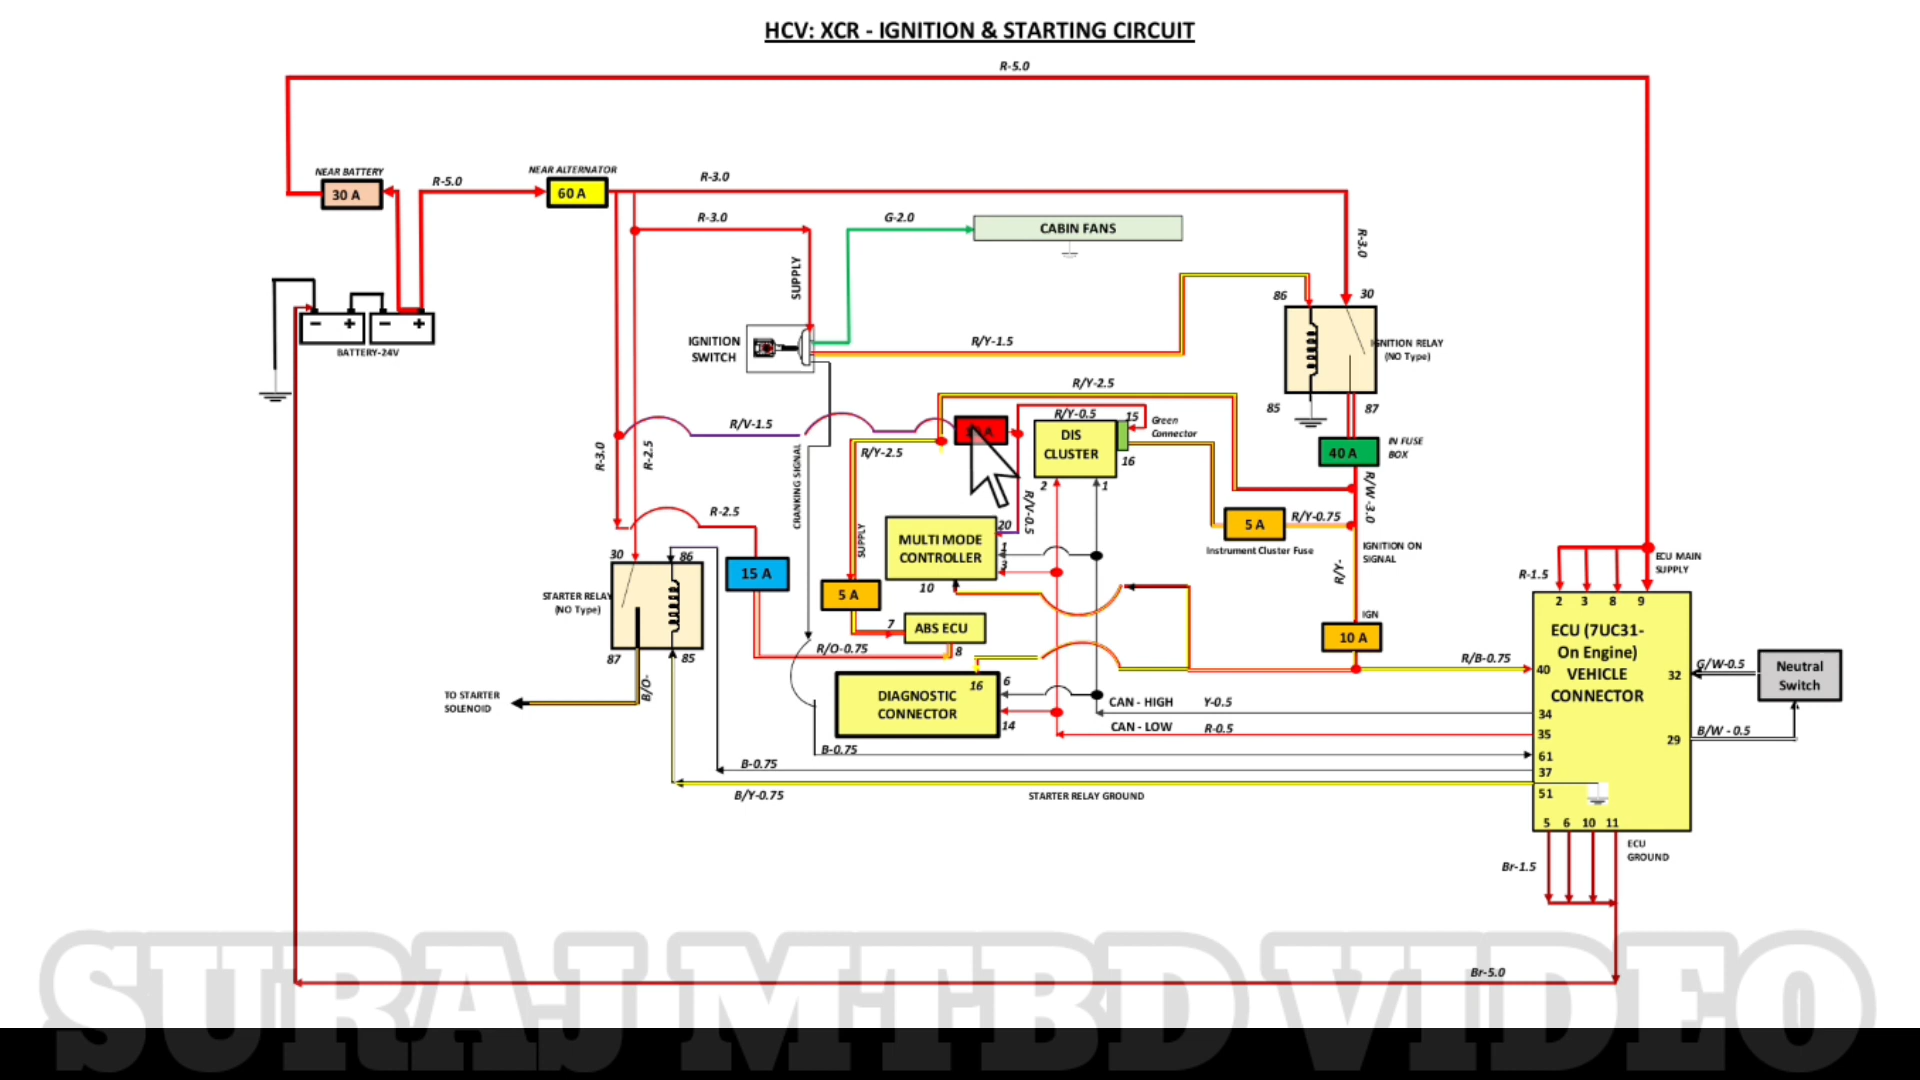 HCV: XCR - IGNITION & STARTING CIRCUIT
R-5.0
NEAR BATTERY
30 A
R-5.0
NEAR ALTERNATOR
60 A
R-3.0
R-3.0
G-2.0
CABIN FANS
R-3.0
SUPPLY
86
30
BATTERY-24V
IGNITION
SWITCH
R/Y-1.5
IGNITION RELAY
(NO Type)
R/Y-2.5
85
87
R/V-1.5
R/Y-0.5
15
Green
Connector
DIS
CLUSTER
16
R/Y-2.5
40 A
IN FUSE
BOX
R-3.0
R-2.5
CRANKING SIGNAL
2
1
R/V-0.5
R/W -3.0
R-2.5
SUPPLY
20
MULTI MODE
CONTROLLER
1
3
10
5 A
R/Y-0.75
Instrument Cluster Fuse
IGNITION ON
SIGNAL
R/Y-
30
86
STARTER RELAY
(NO Type)
87
85
15 A
5 A
7
ABS ECU
8
R/O-0.75
IGN
10 A
ECU MAIN
SUPPLY
R-1.5
2 3 8 9
ECU (7UC31-
On Engine)
VEHICLE
CONNECTOR
R/B-0.75
40
32
G/W-0.5
Neutral
Switch
TO STARTER
SOLENOID
B/O-
16
6
DIAGNOSTIC
CONNECTOR
14
CAN - HIGH Y-0.5
34
CAN - LOW R-0.5
35
29
B/W - 0.5
B-0.75
61
B-0.75
37
B/Y-0.75
STARTER RELAY GROUND
51
5 6 10 11
ECU
GROUND
Br-1.5
Br-5.0
SURAJ MTBD VIDEO